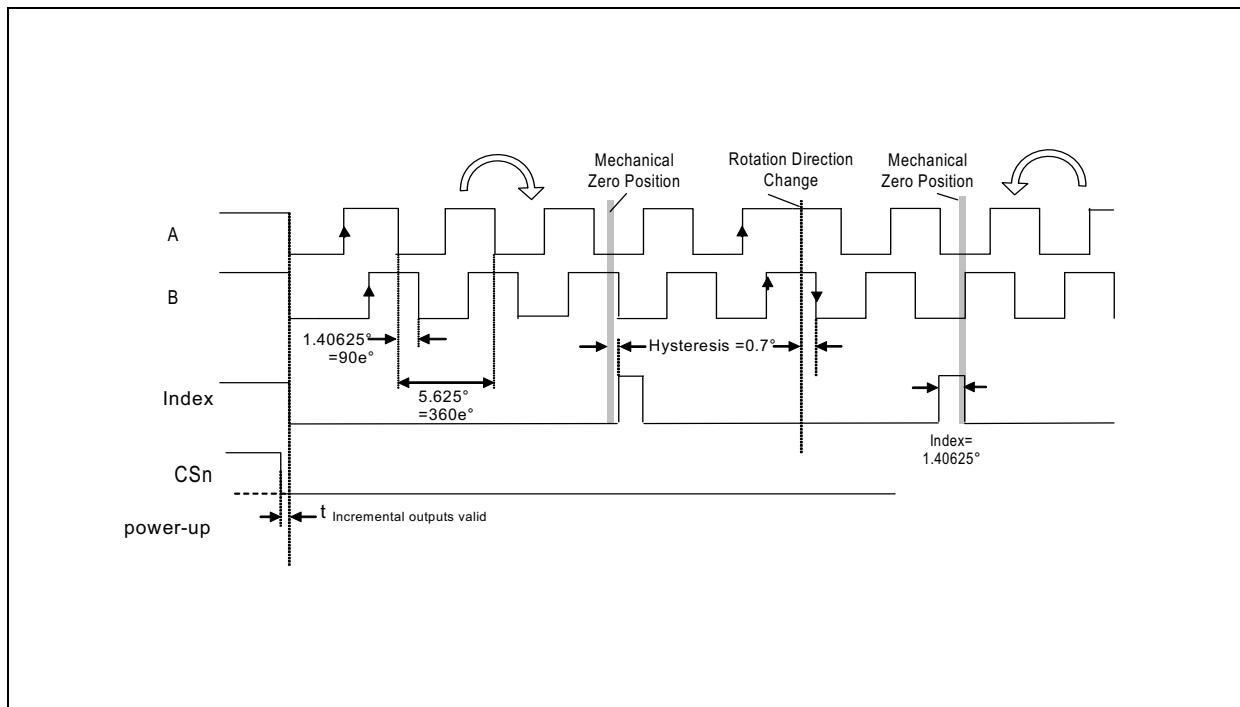 Mechanical
Zero Position
Rotation Direction
Change
Mechanical
Zero Position
A
B
1.40625°
=90e°
Hysteresis =0.7°
5.625°
=360e°
Index
Index=
1.40625°
CSn
t Incremental outputs valid
power-up